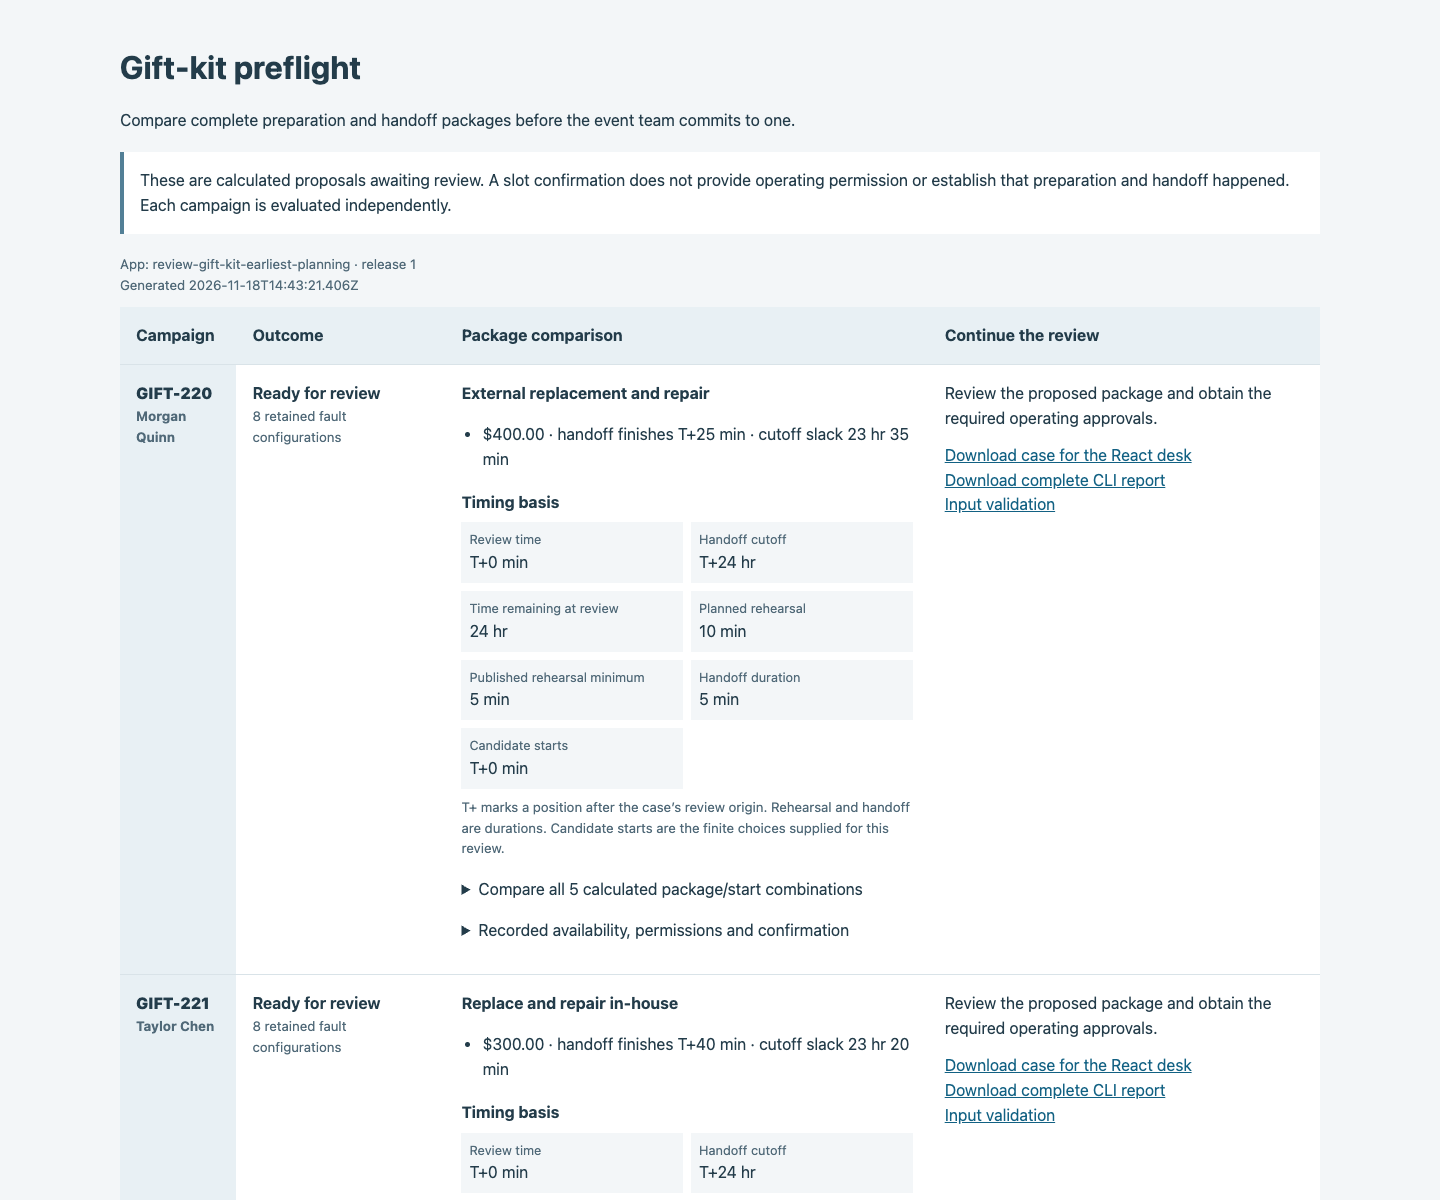 Gift-kit preflight
Compare complete preparation and handoff packages before the event team commits to one.
These are calculated proposals awaiting review. A slot confirmation does not provide operating permission or establish that preparation and handoff happened.
Each campaign is evaluated independently.
App: review-gift-kit-earliest-planning · release 1
Generated 2026-11-18T14:43:21.406Z
Campaign
Outcome
Package comparison
Continue the review
GIFT-220
Morgan
Quinn
Ready for review
8 retained fault
configurations
External replacement and repair
• $400.00 · handoff finishes T+25 min · cutoff slack 23 hr 35
min
Timing basis
Review time
T+0 min
Handoff cutoff
T+24 hr
Time remaining at review
24 hr
Planned rehearsal
10 min
Published rehearsal minimum
5 min
Handoff duration
5 min
Candidate starts
T+0 min
T+ marks a position after the case's review origin. Rehearsal and handoff
are durations. Candidate starts are the finite choices supplied for this
review.
▶ Compare all 5 calculated package/start combinations
▶ Recorded availability, permissions and confirmation
Review the proposed package and obtain the
required operating approvals.
Download case for the React desk
Download complete CLI report
Input validation
GIFT-221
Taylor Chen
Ready for review
8 retained fault
configurations
Replace and repair in-house
• $300.00 · handoff finishes T+40 min · cutoff slack 23 hr 20
min
Timing basis
Review time
T+0 min
Handoff cutoff
T+24 hr
Review the proposed package and obtain the
required operating approvals.
Download case for the React desk
Download complete CLI report
Input validation